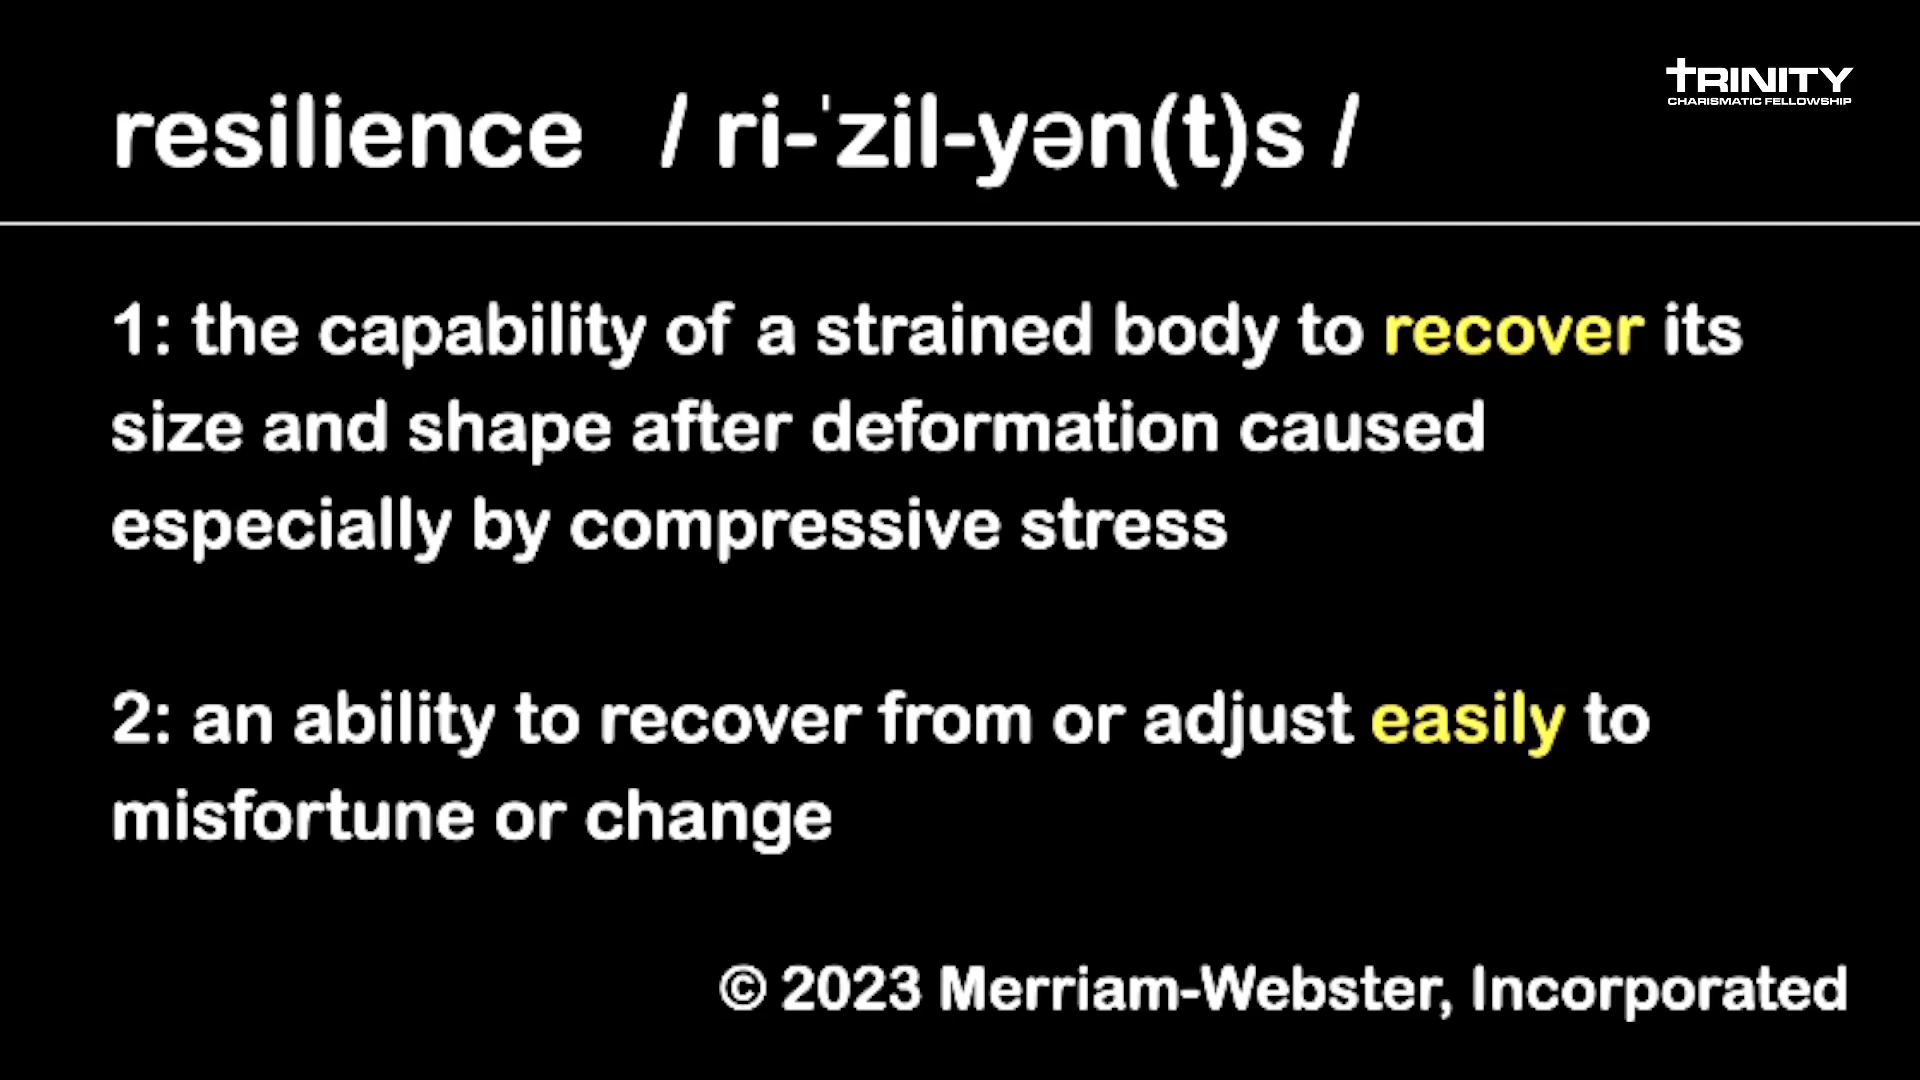 TRINITY
CHARISMATIC FELLOWSHIP
resilience / ri-ˈzil-yən(t)s /
1: the capability of a strained body to recover its
size and shape after deformation caused
especially by compressive stress
2: an ability to recover from or adjust easily to
misfortune or change
© 2023 Merriam-Webster, Incorporated